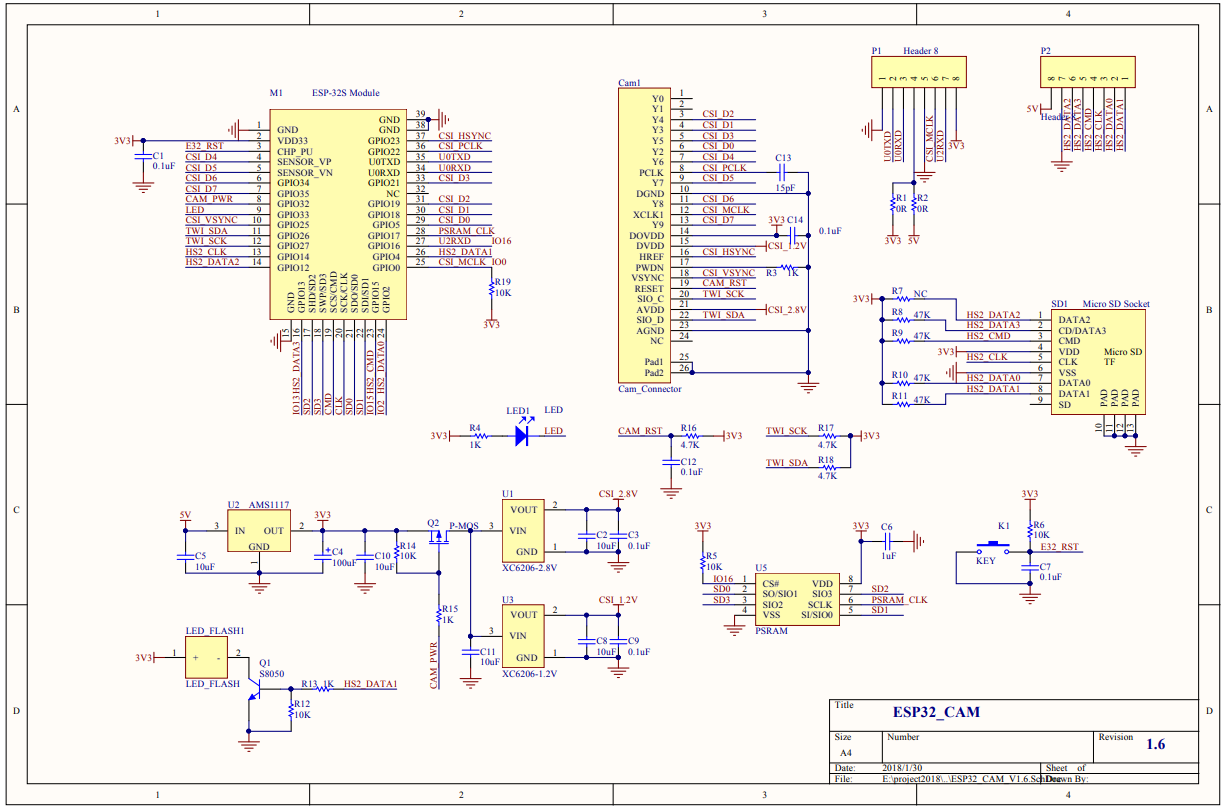 1 2 3 4
A
B
C
D
M1 ESP-32S Module
3V3
C1
0.1uF
E32_RST
CSI_D4
CSI_D5
CSI_D6
CSI_D7
CAM_PWR
LED
CSI_VSYNC
TWI_SDA
TWI_SCK
HS2_CLK
HS2_DATA2
1 GND
2 VDD33
3 CHP_PU
4 SENSOR_VP
5 SENSOR_VN
6 GPIO34
7 GPIO35
8 GPIO32
9 GPIO33
10 GPIO25
11 GPIO26
12 GPIO27
13 GPIO14
14 GPIO12
GND 39
GND 38
GPIO23 37 CSI_HSYNC
GPIO22 36 CSI_PCLK
U0TXD 35 U0TXD
U0RXD 34 U0RXD
GPIO21 33 CSI_D3
NC 32
GPIO19 31 CSI_D2
GPIO18 30 CSI_D1
GPIO5 29 CSI_D0
GPIO17 28 PSRAM_CLK
GPIO16 27 U2RXD IO16
GPIO4 26 HS2_DATA1
GPIO0 25 CSI_MCLK IO0
R19
10K
3V3
GND 15
GPIO13 16 IO13 HS2_DATA3
SHD/SD2 17 SD2
SWP/SD3 18 SD3
SCS/CMD 19 CMD
SCK/CLK 20 CLK
SDO/SD0 21 SD0
SDI/SD1 22 SD1
GPIO15 23 IO15 HS2_CMD
GPIO2 24 IO2 HS2_DATA0
Cam1
Y0 1
Y1 2
Y4 3 CSI_D2
Y3 4 CSI_D1
Y5 5 CSI_D3
Y2 6 CSI_D0
Y6 7 CSI_D4
PCLK 8 CSI_PCLK
Y7 9 CSI_D5
DGND 10
Y8 11 CSI_D6
XCLK1 12 CSI_MCLK
Y9 13 CSI_D7
DOVDD 14
DVDD 15 CSI_1.2V
HREF 16 CSI_HSYNC
PWDN 17
VSYNC 18 CSI_VSYNC
RESET 19 CAM_RST
SIO_C 20 TWI_SCK
AVDD 21 CSI_2.8V
SIO_D 22 TWI_SDA
AGND 23
NC 24
Pad1 25
Pad2 26
Cam_Connector
C13
15pF
3V3 C14
0.1uF
R3 1K
P1 Header 8
1 2 3 4 5 6 7 8
U0TXD
U0RXD
CSI_MCLK
U2RXD
3V3
R1
0R
R2
0R
3V3 5V
P2
8 7 6 5 4 3 2 1
5V
HS2_DATA2
HS2_DATA3
HS2_CMD
HS2_CLK
HS2_DATA0
HS2_DATA1
3V3
R7 NC
R8 47K
R9 47K
R10 47K
R11 47K
SD1 Micro SD Socket
HS2_DATA2 1 DATA2
HS2_DATA3 2 CD/DATA3
HS2_CMD 3 CMD
3V3 4 VDD
HS2_CLK 5 CLK
6 VSS
HS2_DATA0 7 DATA0
HS2_DATA1 8 DATA1
9 SD
Micro SD
TF
PAD PAD PAD PAD
10 11 12 13
3V3 R4
1K
LED1 LED
LED
CAM_RST R16
4.7K
3V3
C12
0.1uF
TWI_SCK R17
4.7K
3V3
TWI_SDA R18
4.7K
5V
U2 AMS1117
3 IN OUT 2
GND
1
3V3
C5
10uF
C4
100uF
C10
10uF
R14
10K
Q2 P-MOS
R15
1K
CAM_PWR
U1
VOUT 2
3 VIN
GND 1
XC6206-2.8V
CSI_2.8V
C2
10uF
C3
0.1uF
U3
VOUT 2
3 VIN
GND 1
XC6206-1.2V
CSI_1.2V
C8
10uF
C9
0.1uF
C11
10uF
3V3
R5
10K
U5
IO16 1 CS#
SD0 2 SO/SIO1
SD3 3 SIO2
4 VSS
VDD 8
SIO3 7 SD2
SCLK 6 PSRAM_CLK
SI/SIO0 5 SD1
PSRAM
3V3 C6
1uF
3V3
K1
KEY
R6
10K
E32_RST
C7
0.1uF
LED_FLASH1
3V3 1 + - 2
LED_FLASH
Q1
S8050
R13 1K HS2_DATA1
R12
10K
Title
ESP32_CAM
Size
A4
Number
Revision
1.6
Date: 2018/1/30
Sheet of
File: E:\project2018\..\ESP32_CAM_V1.6.SchDoc
Drawn By:
1 2 3 4
A
B
C
D